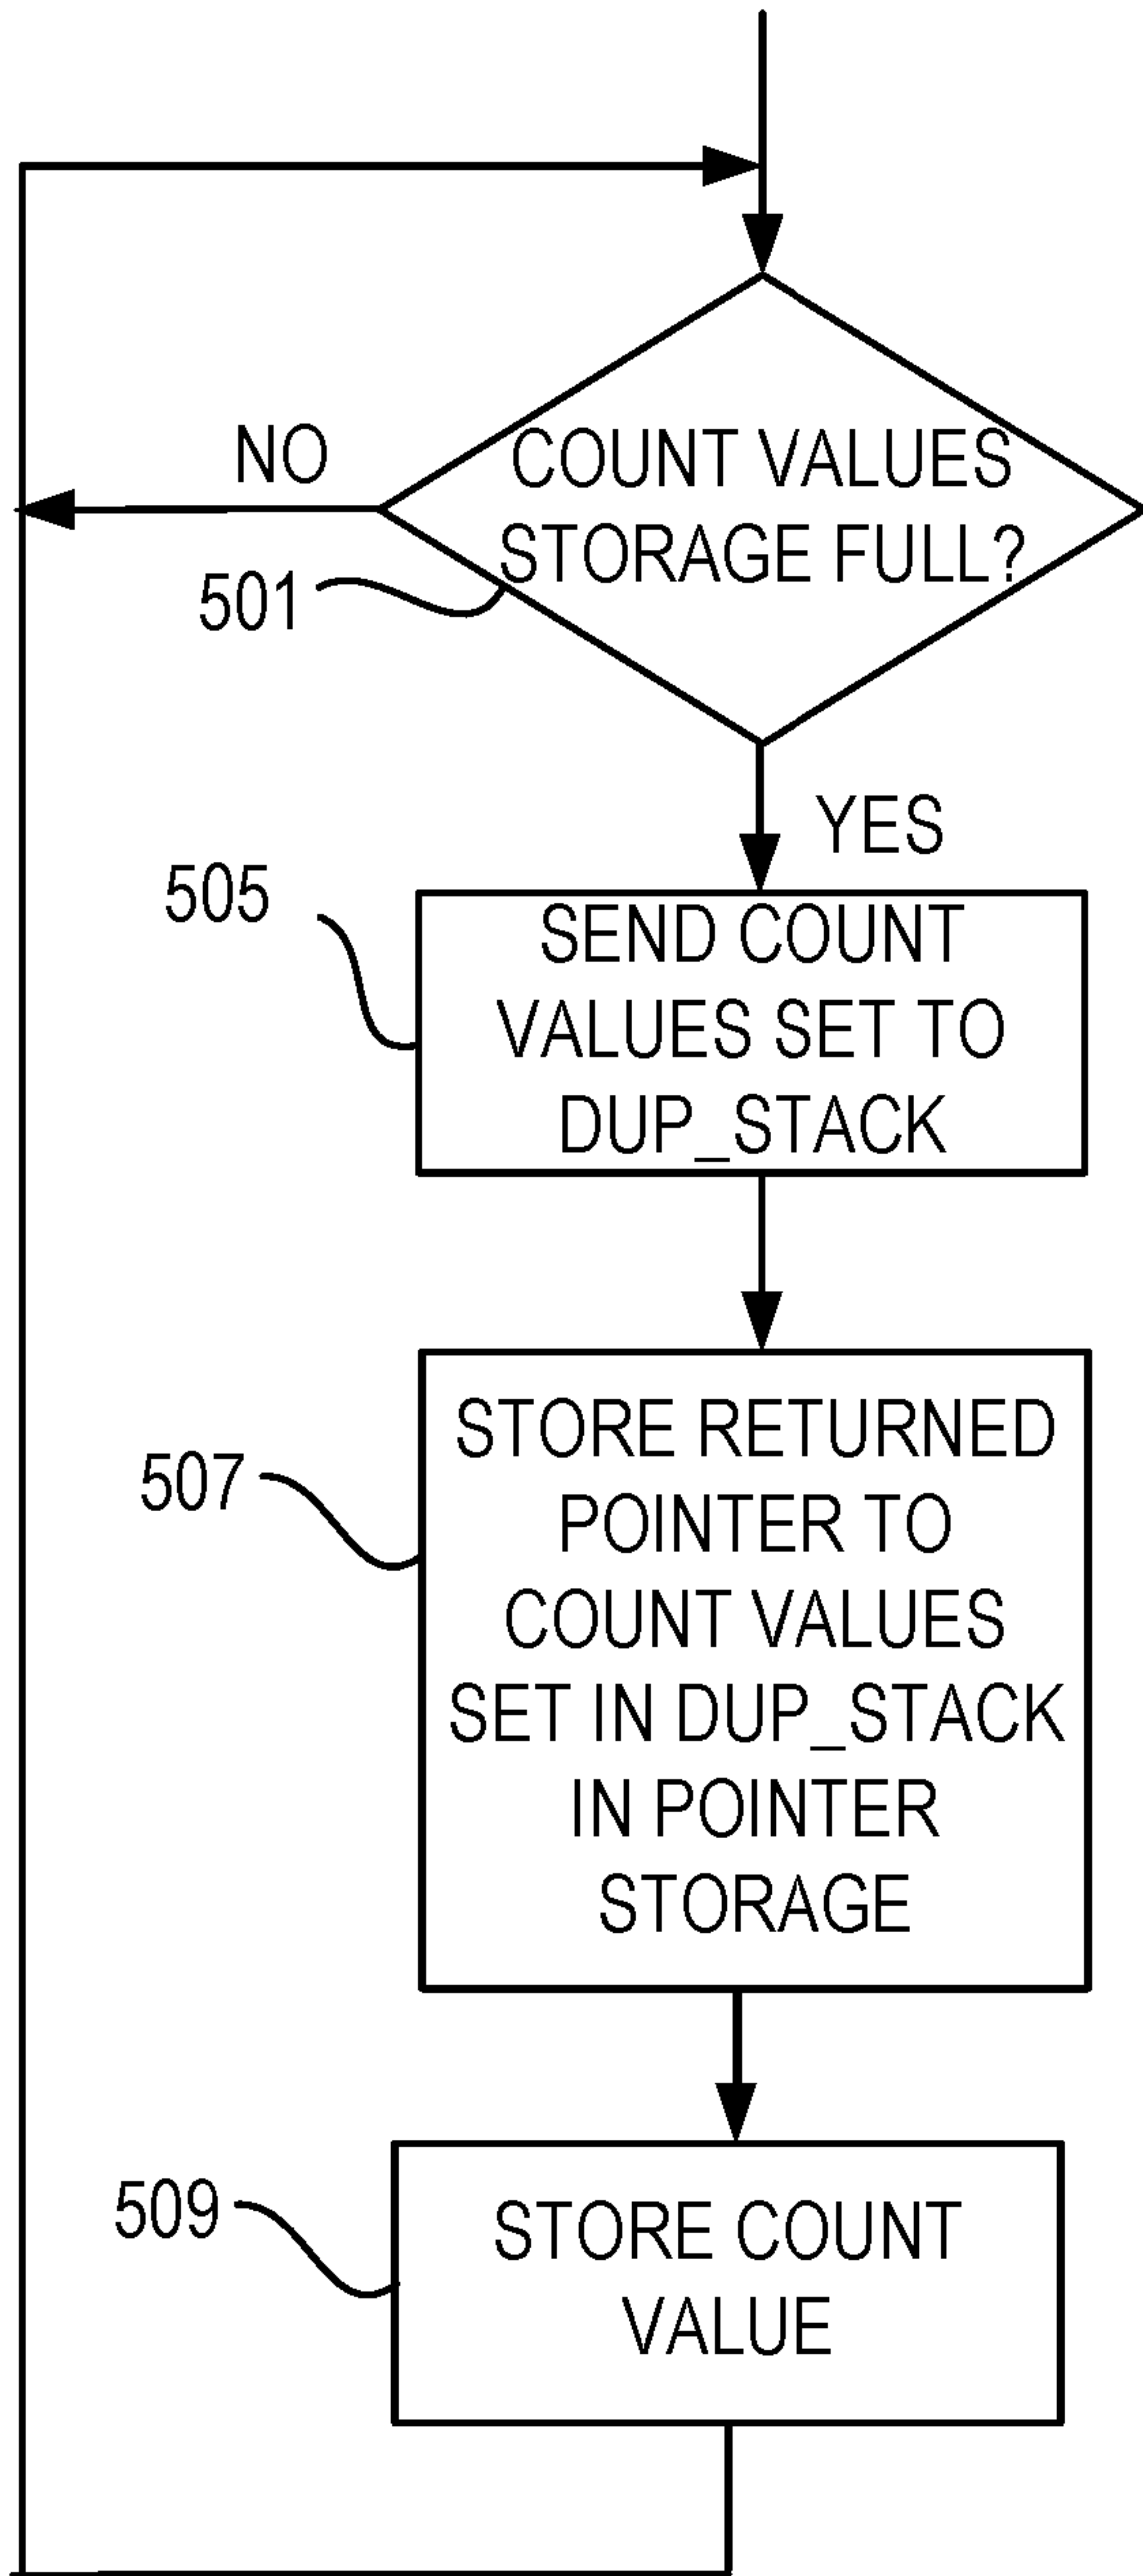 NO
COUNT VALUES
STORAGE FULL?
501
YES
505
SEND COUNT
VALUES SET TO
DUP_STACK
507
STORE RETURNED
POINTER TO
COUNT VALUES
SET IN DUP_STACK
IN POINTER
STORAGE
509
STORE COUNT
VALUE